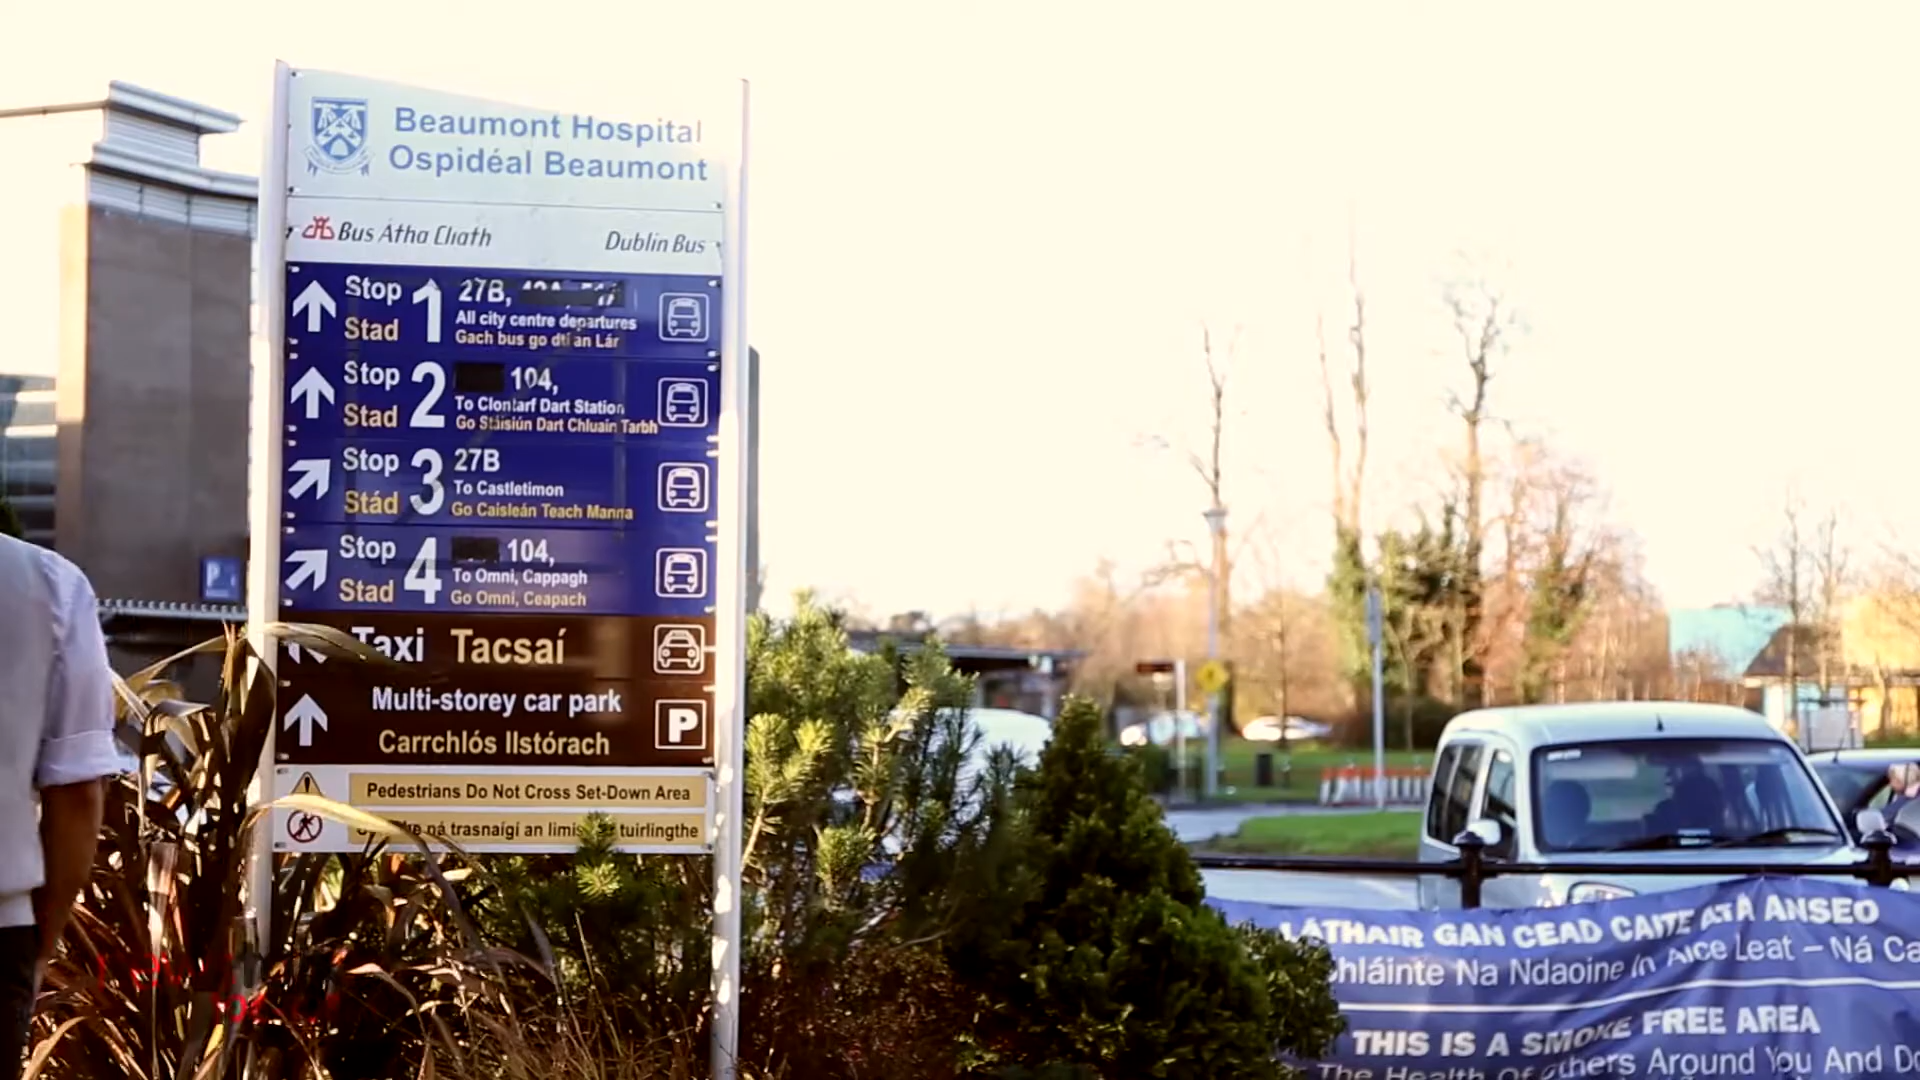 Beaumont Hospital
Ospidéal Beaumont
Bus Átha Cliath Dublin Bus
Stop Stad 1 27B,
All city centre departures
Gach bus go dtí an Lár
Stop Stad 2 104,
To Clontarf Dart Station
Go Stáisiún Dart Chluain Tarbh
Stop Stád 3 27B
To Castletimon
Go Caisleán Teach Manna
Stop Stad 4 104,
To Omni, Cappagh
Go Omni, Ceapach
Taxi Tacsaí
Multi-storey car park
Carrchlós Ilstórach
P
Pedestrians Do Not Cross Set-Down Area
ná trasnaígí an tuirlingthe
P
LÁTHAIR GAN CEAD CAITE ATÁ ANSEO
Na Ndaoine In Aice Leat – Ná
THIS IS A SMOKE FREE AREA
The Health Of Others Around You And